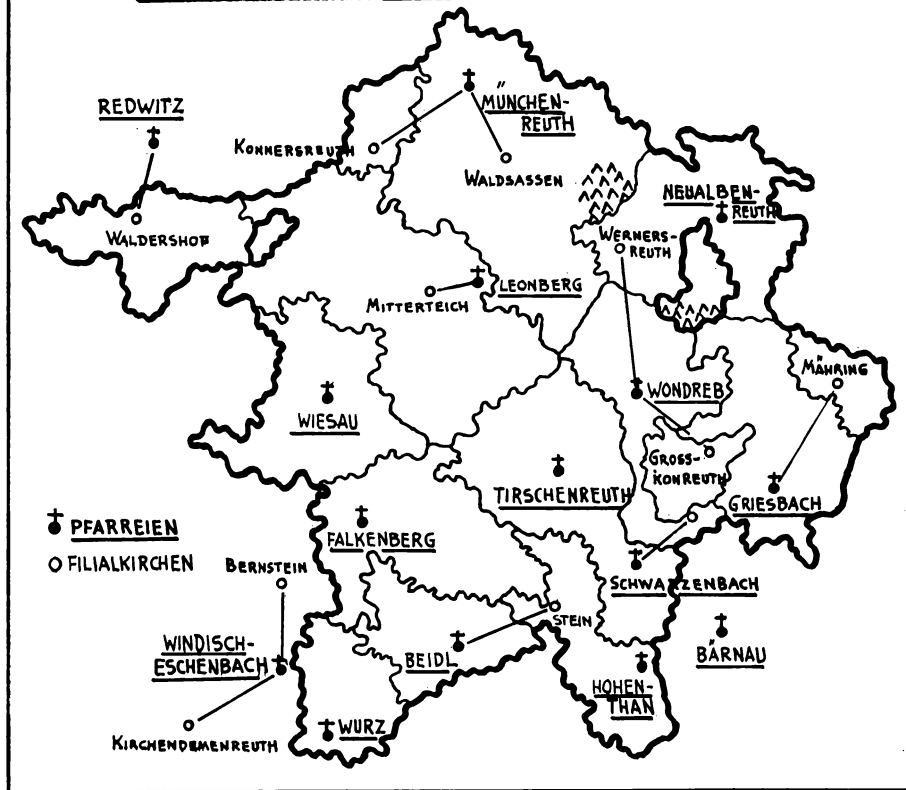 REDWITZ
MÜNCHEN-
REUTH
KONNERSREUTH
WALDSASSEN
NEUALBEN-
REUTH
WALDERSHOF
WERNERS-
REUTH
LEONBERG
MITTERTEICH
MÄHRING
WONDREB
WIESAU
GROSS-
KONREUTH
TIRSCHENREUTH
GRIESBACH
PFARREIEN
FALKENBERG
FILIALKIRCHEN
BERNSTEIN
SCHWARZENBACH
STEIN
WINDISCH-
ESCHENBACH
BEIDL
BÄRNAU
HOHEN-
THAN
WURZ
KIRCHENDEMENREUTH